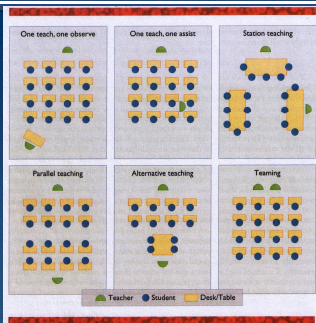 One teach, one observe
One teach, one assist
Station teaching
Parallel teaching
Alternative teaching
Teaming
Teacher Student Desk/Table